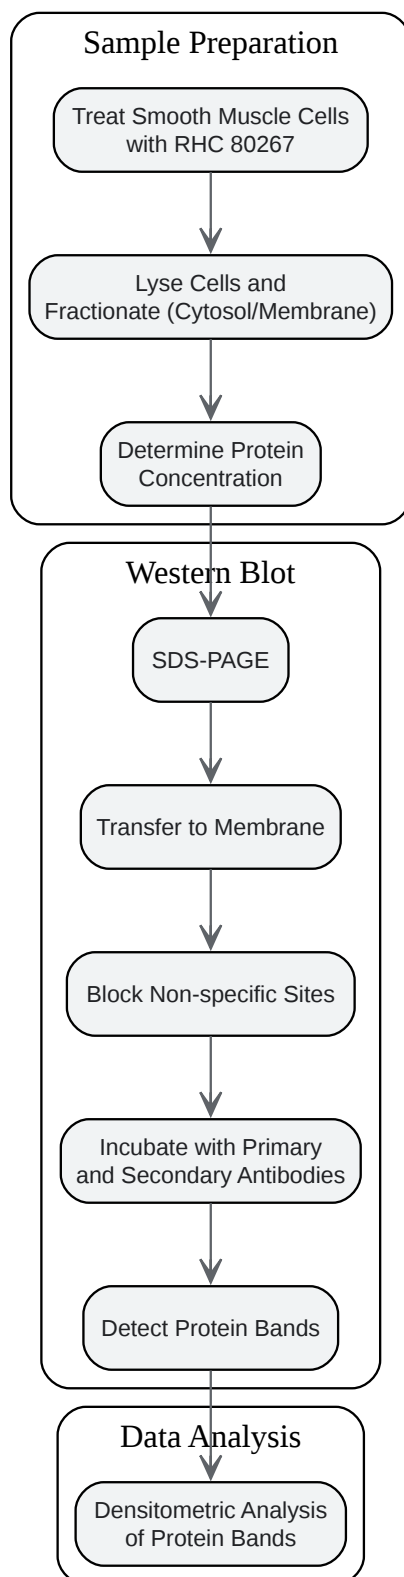 Sample Preparation
Treat Smooth Muscle Cells
with RHC 80267
Lyse Cells and
Fractionate (Cytosol/Membrane)
Determine Protein
Concentration
Western Blot
SDS-PAGE
Transfer to Membrane
Block Non-specific Sites
Incubate with Primary
and Secondary Antibodies
Detect Protein Bands
Data Analysis
Densitometric Analysis
of Protein Bands